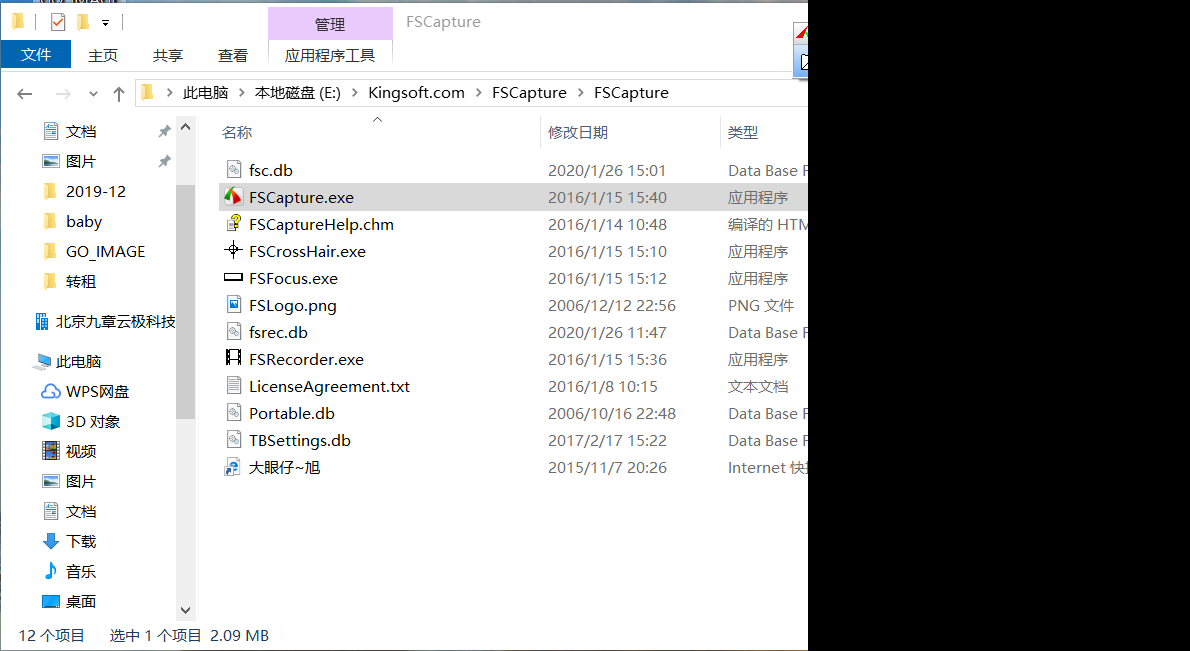 管理
FSCapture
文件
主页
共享
查看
应用程序工具
此电脑
本地磁盘 (E:)
Kingsoft.com
FSCapture
FSCapture
文档
图片
2019-12
baby
GO_IMAGE
转租
北京九章云极科技
此电脑
WPS网盘
3D 对象
视频
图片
文档
下载
音乐
桌面
名称
修改日期
类型
fsc.db 2020/1/26 15:01 Data Base F
FSCapture.exe 2016/1/15 15:40 应用程序
FSCaptureHelp.chm 2016/1/14 10:48 编译的 HTM
FSCrossHair.exe 2016/1/15 15:10 应用程序
FSFocus.exe 2016/1/15 15:12 应用程序
FSLogo.png 2006/12/12 22:56 PNG 文件
fsrec.db 2020/1/26 11:47 Data Base F
FSRecorder.exe 2016/1/15 15:36 应用程序
LicenseAgreement.txt 2016/1/8 10:15 文本文档
Portable.db 2006/10/16 22:48 Data Base F
TBSettings.db 2017/2/17 15:22 Data Base F
大眼仔~旭 2015/11/7 20:26 Internet 快
12 个项目 选中 1 个项目 2.09 MB